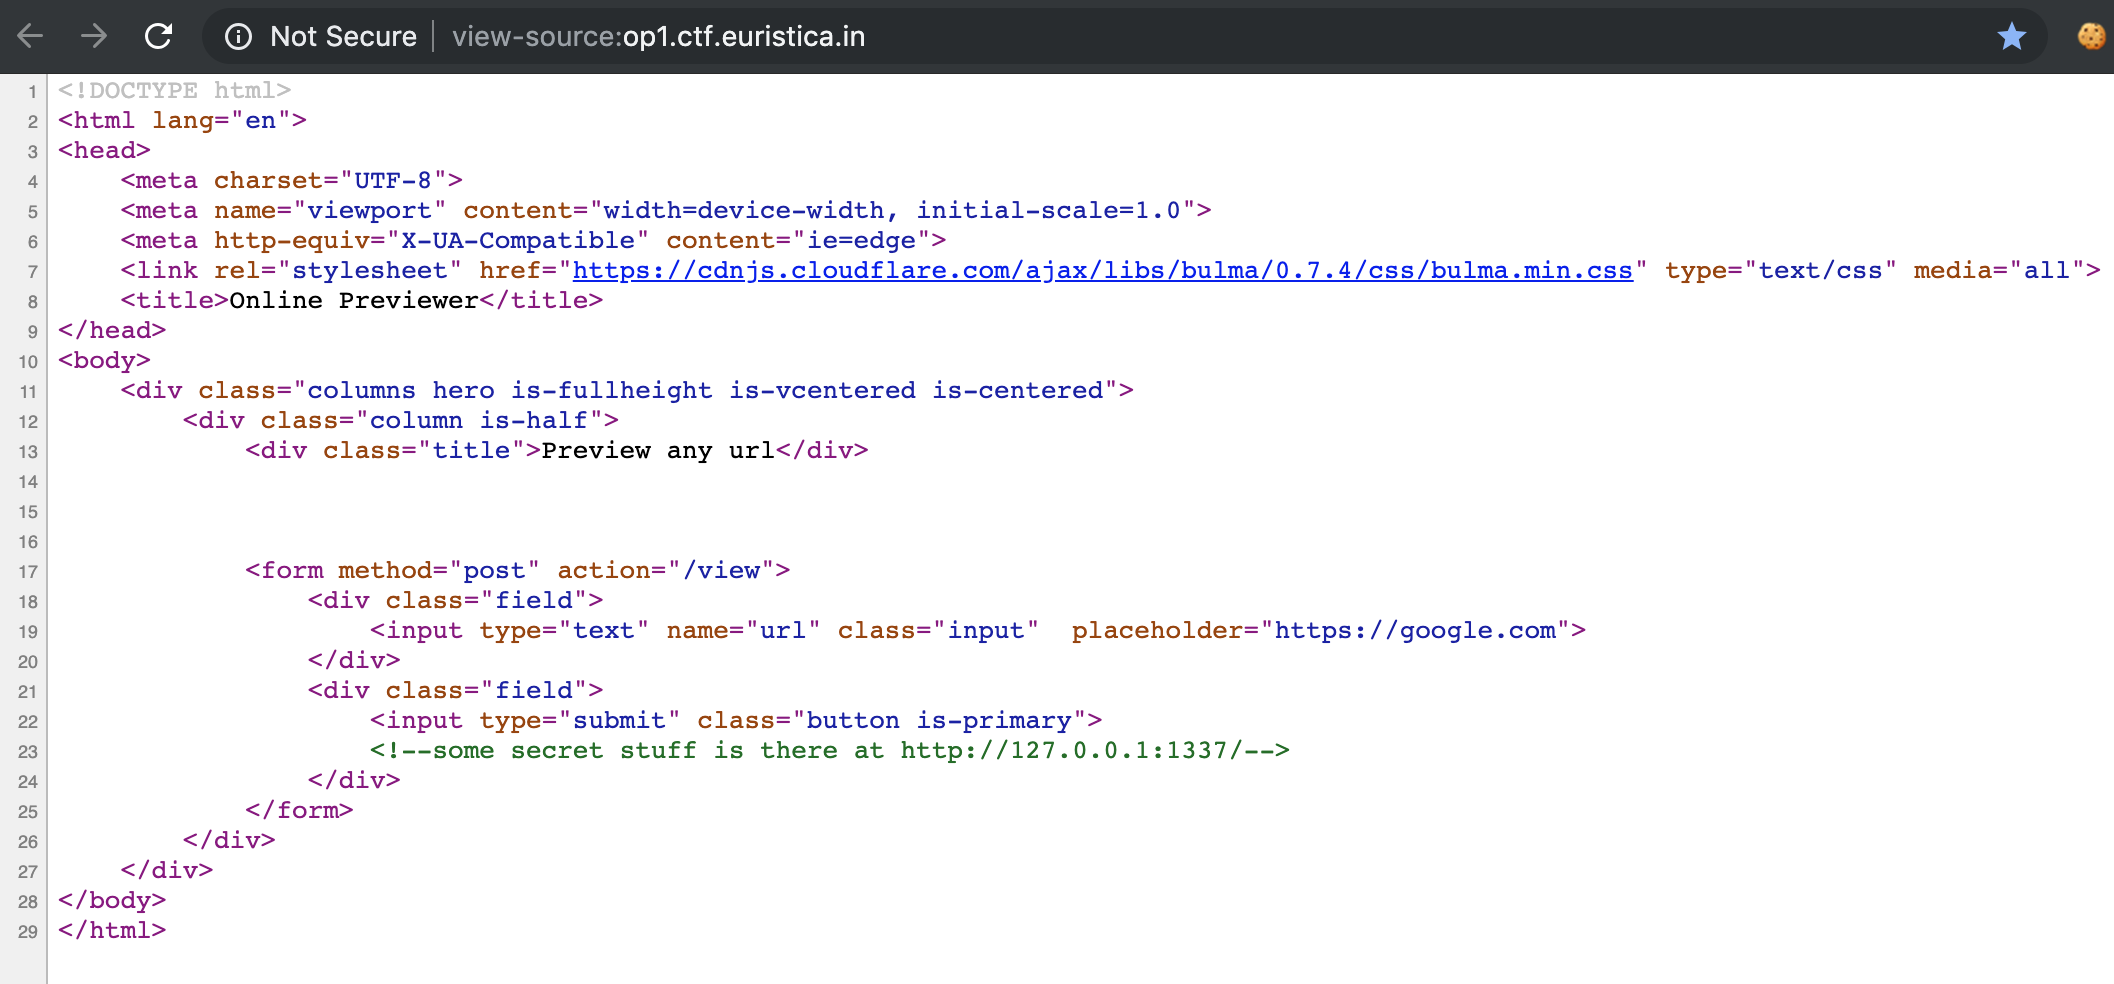 Not Secure | view-source:op1.ctf.euristica.in
1 <!DOCTYPE html>
2 <html lang="en">
3 <head>
4 <meta charset="UTF-8">
5 <meta name="viewport" content="width=device-width, initial-scale=1.0">
6 <meta http-equiv="X-UA-Compatible" content="ie=edge">
7 <link rel="stylesheet" href="https://cdnjs.cloudflare.com/ajax/libs/bulma/0.7.4/css/bulma.min.css" type="text/css" media="all">
8 <title>Online Previewer</title>
9 </head>
10 <body>
11 <div class="columns hero is-fullheight is-vcentered is-centered">
12 <div class="column is-half">
13 <div class="title">Preview any url</div>
14
15
16
17 <form method="post" action="/view">
18 <div class="field">
19 <input type="text" name="url" class="input"  placeholder="https://google.com">
20 </div>
21 <div class="field">
22 <input type="submit" class="button is-primary">
23 <!--some secret stuff is there at http://127.0.0.1:1337/-->
24 </div>
25 </form>
26 </div>
27 </div>
28 </body>
29 </html>